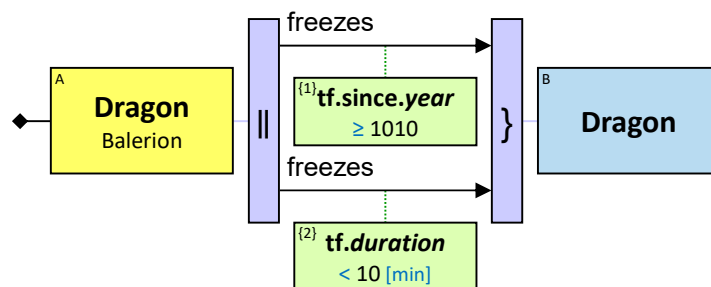 freezes
A
Dragon
Balerion
||
{1} tf.since.year
≥ 1010
}
B
Dragon
freezes
{2} tf.duration
< 10 [min]